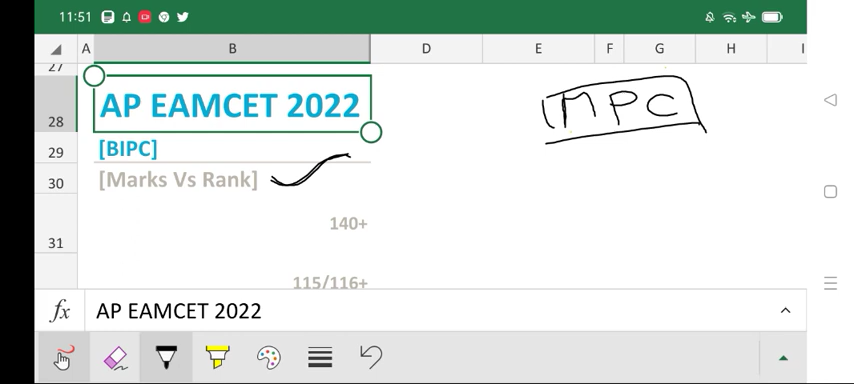 11:51
A B D E F G H I
27
28 AP EAMCET 2022 MPC
29 [BIPC]
30 [Marks Vs Rank]
31 140+
115/116+
fx AP EAMCET 2022